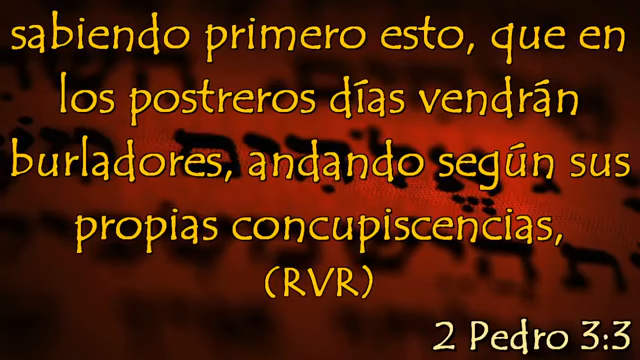 sabiendo primero esto, que en
los postreros días vendrán
burladores, andando según sus
propias concupiscencias,
(RVR)
2 Pedro 3:3